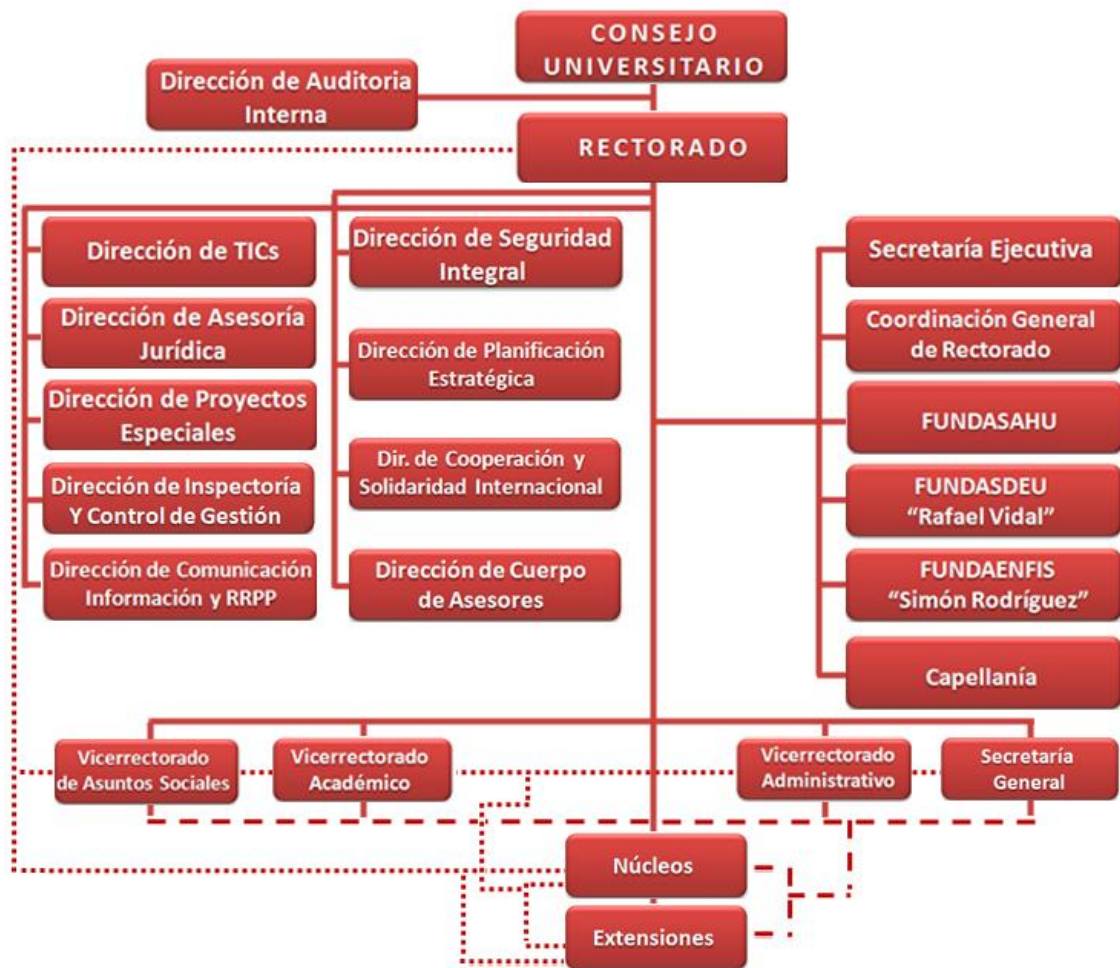 CONSEJO
UNIVERSITARIO
Dirección de Auditoria
Interna
RECTORADO
Dirección de TICs
Dirección de Asesoría
Jurídica
Dirección de Proyectos
Especiales
Dirección de Inspectoría
Y Control de Gestión
Dirección de Comunicación
Información y RRPP
Dirección de Seguridad
Integral
Dirección de Planificación
Estratégica
Dir. de Cooperación y
Solidaridad Internacional
Dirección de Cuerpo
de Asesores
Secretaría Ejecutiva
Coordinación General
de Rectorado
FUNDASAHU
FUNDASDEU
“Rafael Vidal”
FUNDAENFIS
“Simón Rodríguez”
Capellanía
Vicerrectorado
de Asuntos Sociales
Vicerrectorado
Académico
Vicerrectorado
Administrativo
Secretaría
General
Núcleos
Extensiones